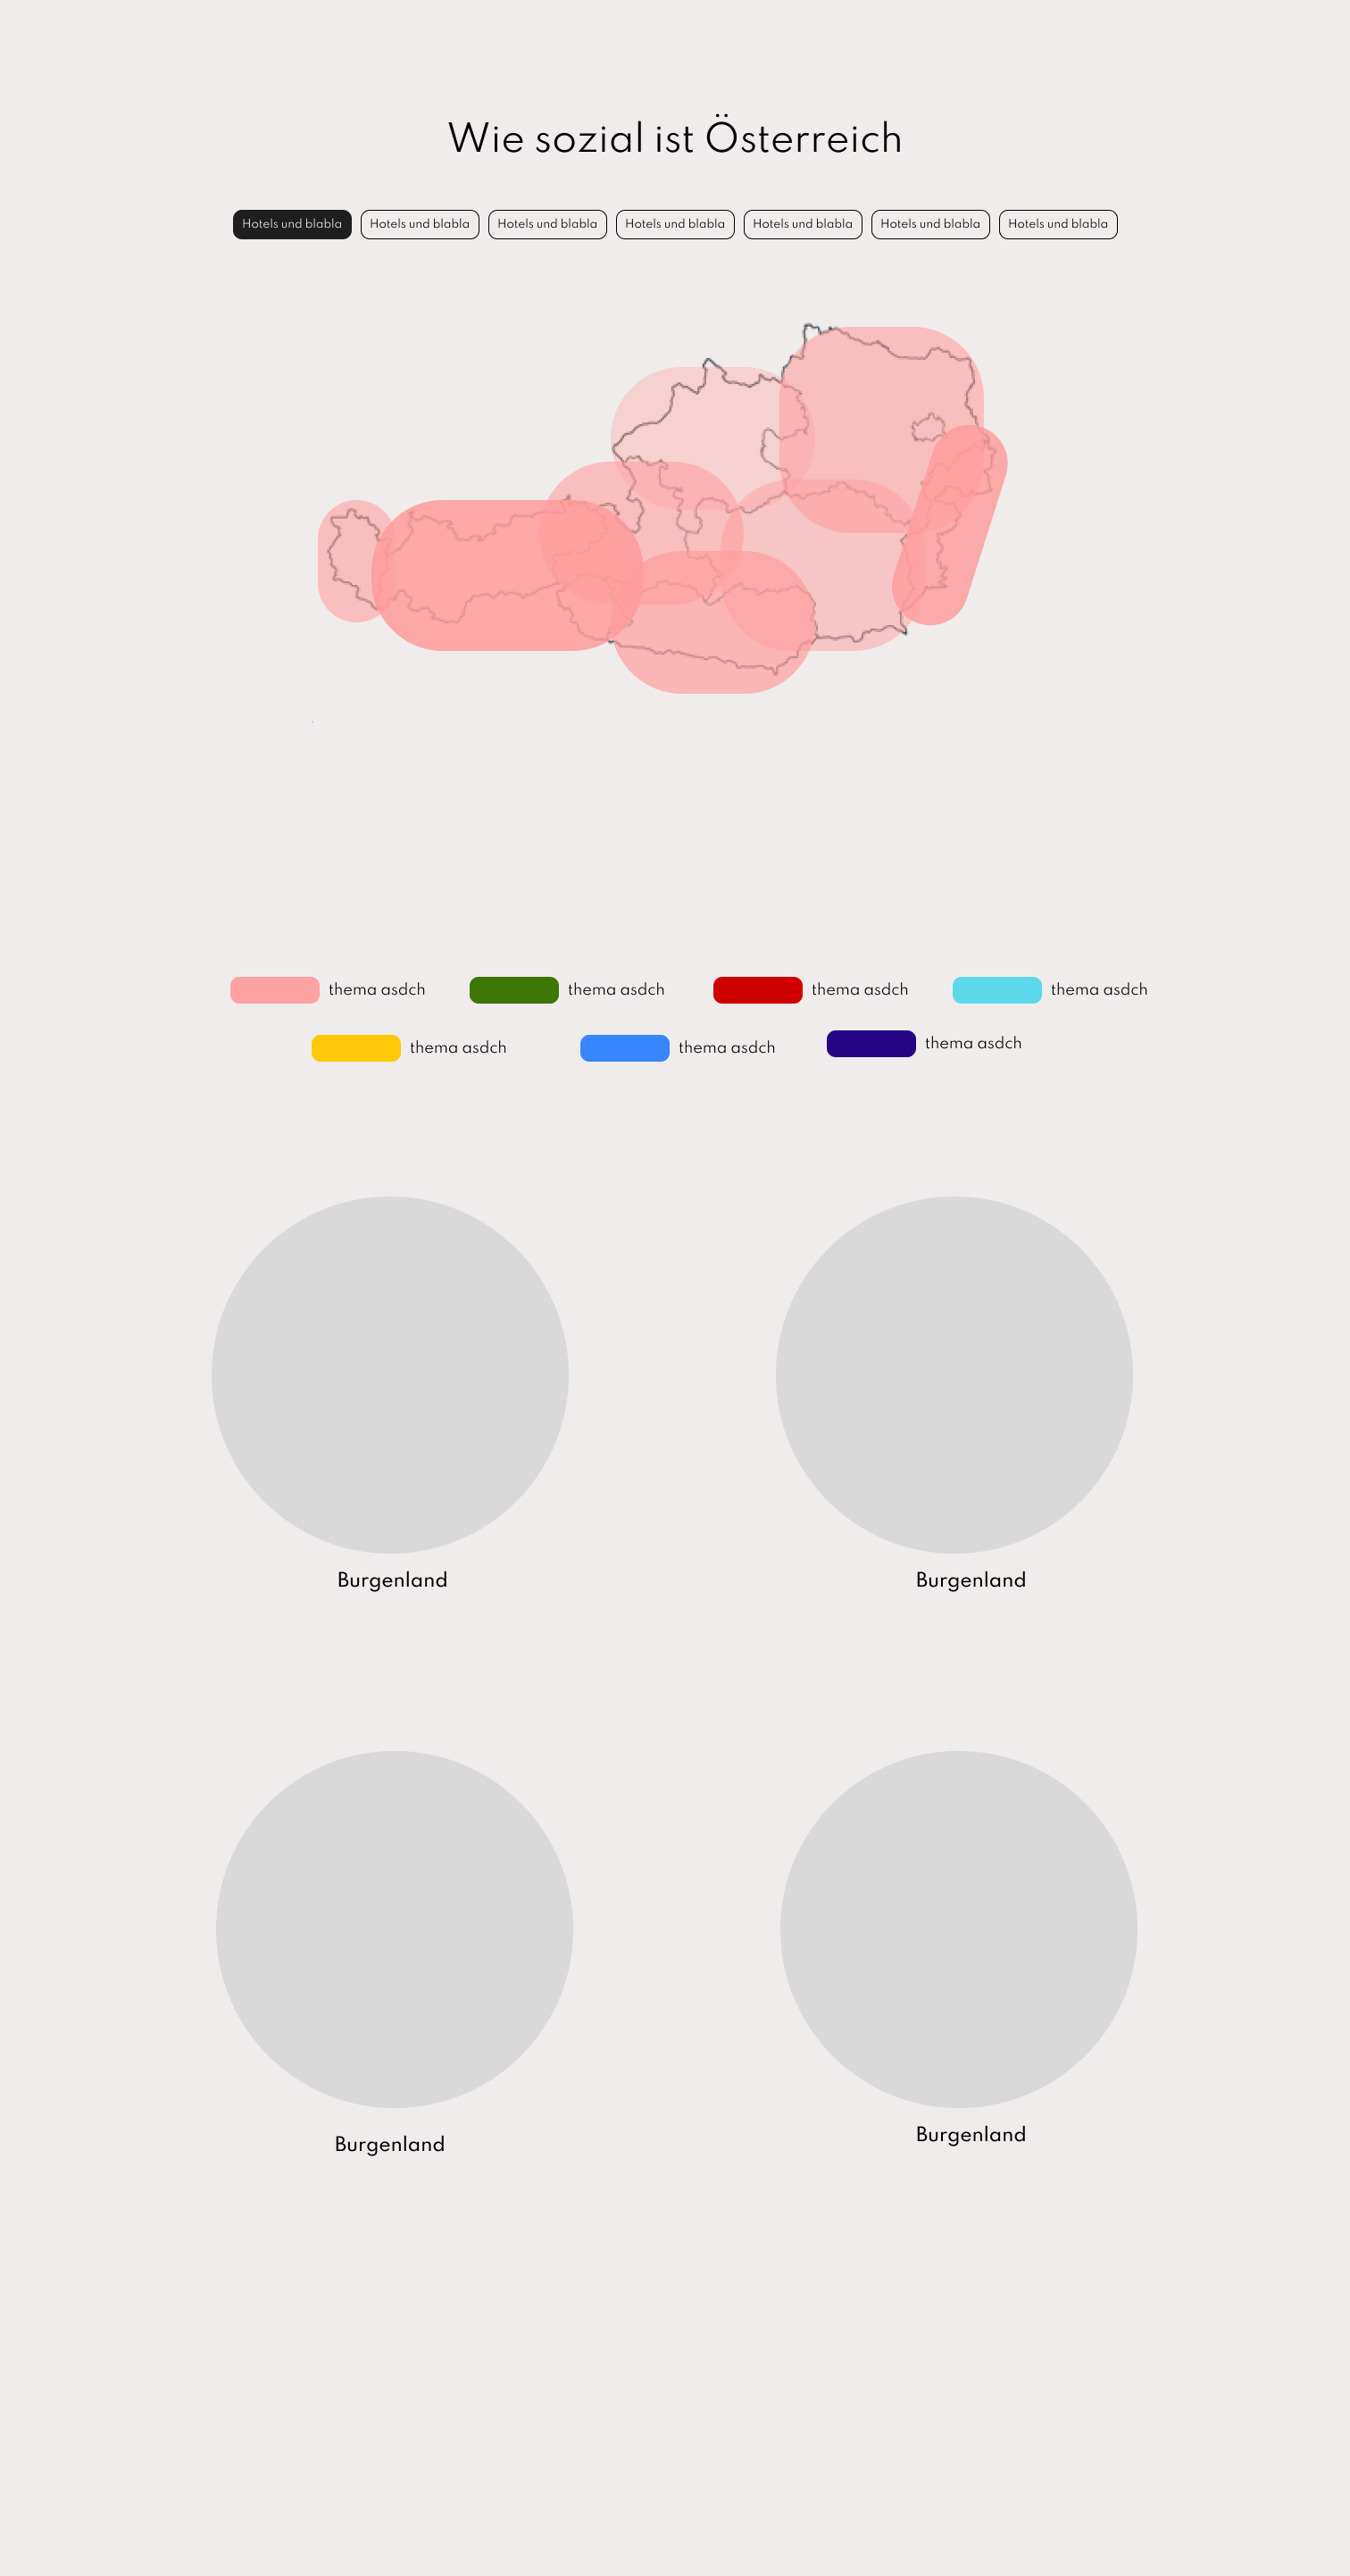 Wie sozial ist Österreich
Hotels und blabla Hotels und blabla Hotels und blabla Hotels und blabla Hotels und blabla Hotels und blabla Hotels und blabla
thema asdch thema asdch thema asdch thema asdch
thema asdch thema asdch thema asdch
Burgenland Burgenland
Burgenland Burgenland